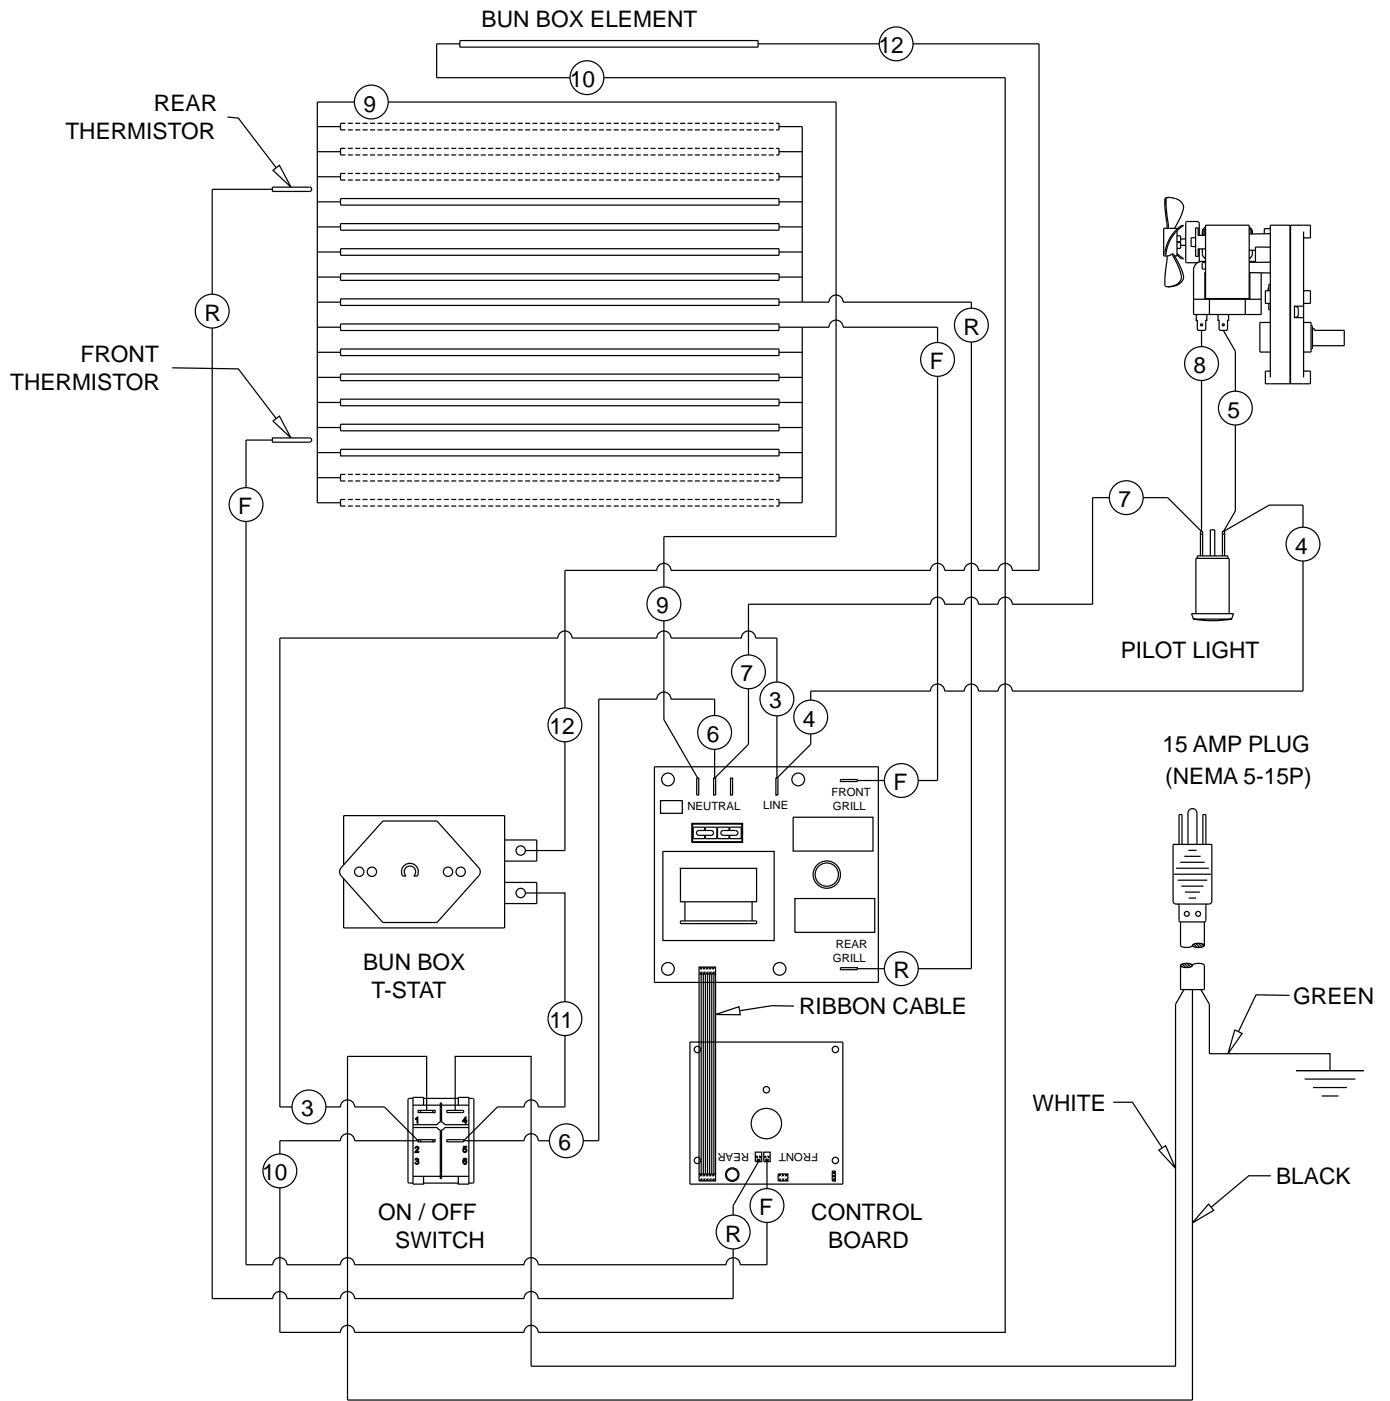 BUN BOX ELEMENT
12
10
9
REAR
THERMISTOR
R
R
FRONT
THERMISTOR
F
8
5
F
7
4
9
PILOT LIGHT
7
3
4
12
6
15 AMP PLUG
(NEMA 5-15P)
F
NEUTRAL
LINE
FRONT
GRILL
BUN BOX
T-STAT
REAR
GRILL
R
RIBBON CABLE
GREEN
11
WHITE
3
1
4
2
5
3
6
6
10
REAR
FRONT
BLACK
ON / OFF
SWITCH
R
F
CONTROL
BOARD